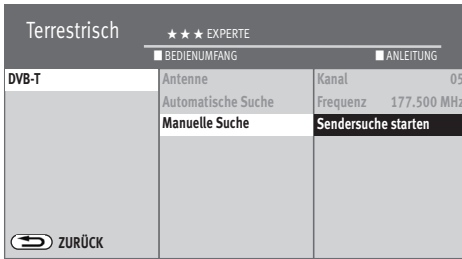 Terrestrisch
★ ★ ★ EXPERTE
BEDIENUMFANG
ANLEITUNG
DVB-T
Antenne
Kanal 05
Automatische Suche
Frequenz 177.500 MHz
Manuelle Suche
Sendersuche starten
ZURÜCK